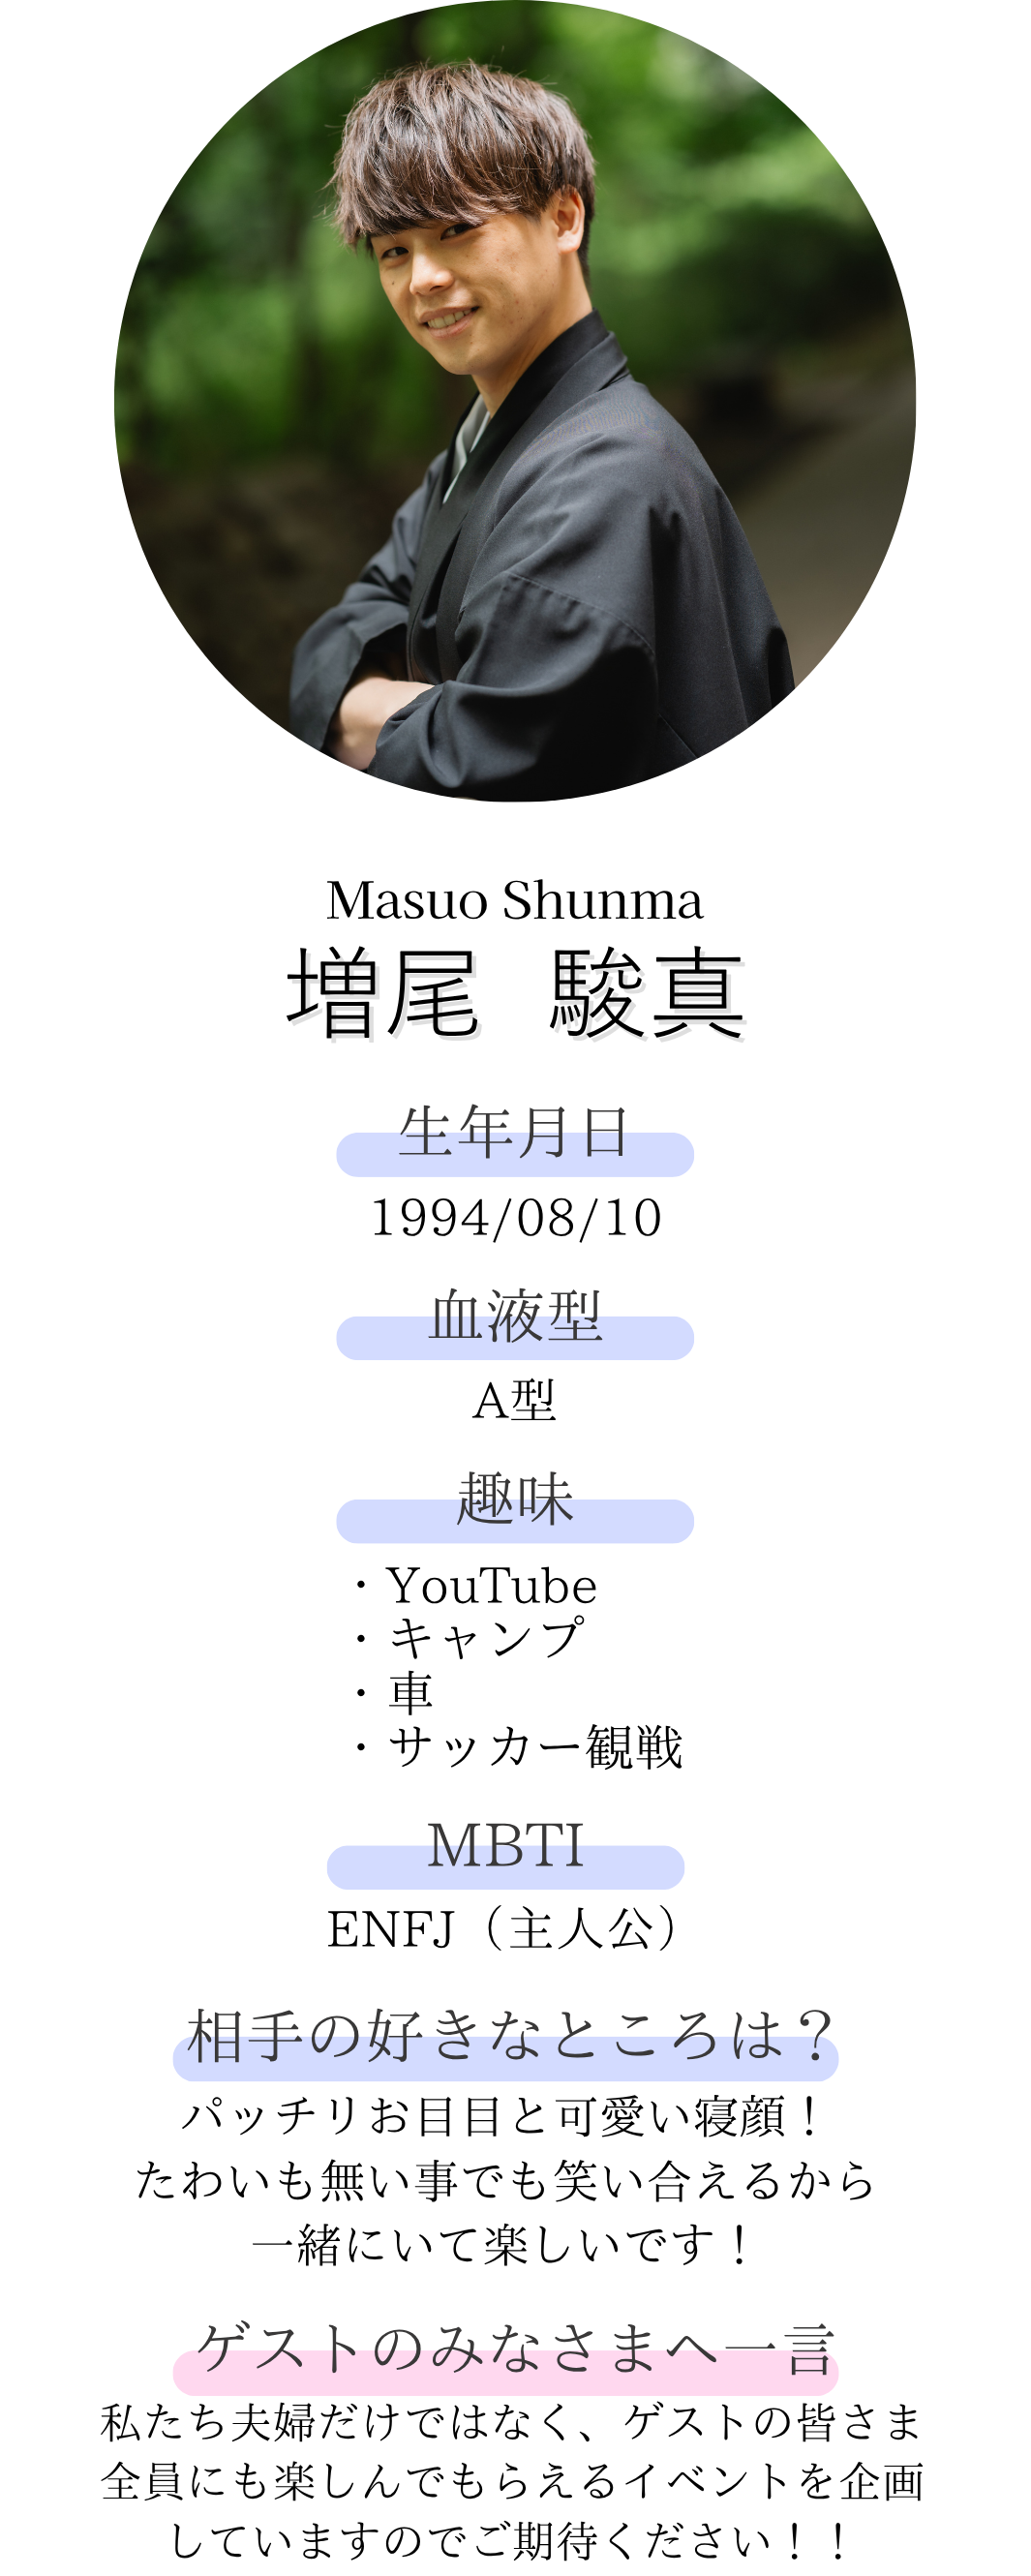 Masuo Shunma
増尾 駿真
生年月日
1994/08/10
血液型
A型
趣味
・YouTube
・キャンプ
・車
・サッカー観戦
MBTI
ENFJ（主人公）
相手の好きなところは？
パッチリお目目と可愛い寝顔！
たわいも無い事でも笑い合えるから
一緒にいて楽しいです！
ゲストのみなさまへ一言
私たち夫婦だけではなく、ゲストの皆さま
全員にも楽しんでもらえるイベントを企画
していますのでご期待ください！！